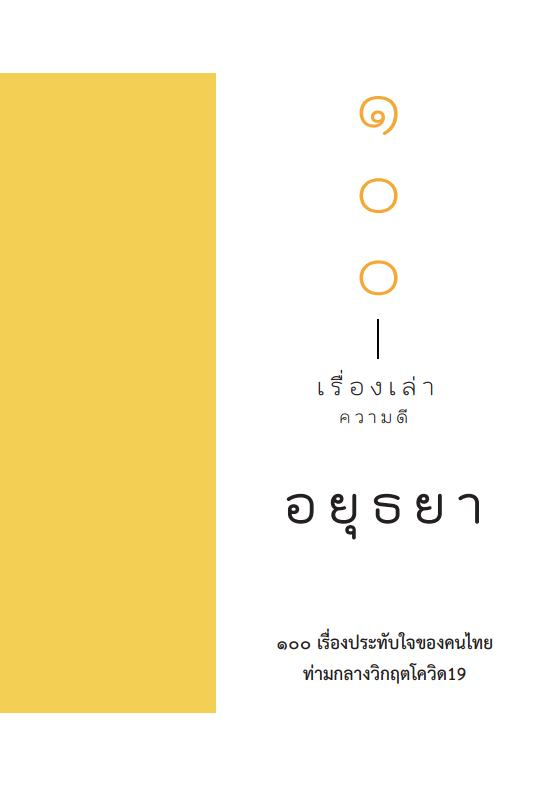 ๑
๐
๐
เรื่องเล่า
ความดี
อยุธยา
๑๐๐ เรื่องประทับใจของคนไทย
ท่ามกลางวิกฤตโควิด19